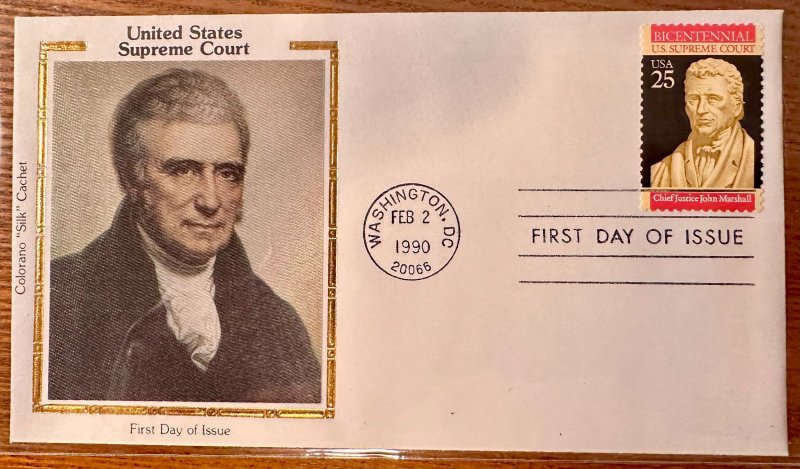 United States
Supreme Court
Colorano "Silk" Cachet
First Day of Issue
WASHINGTON, DC
FEB 2
1990
20066
BICENTENNIAL
U.S. SUPREME COURT
USA
25
Chief Justice John Marshall
FIRST DAY OF ISSUE